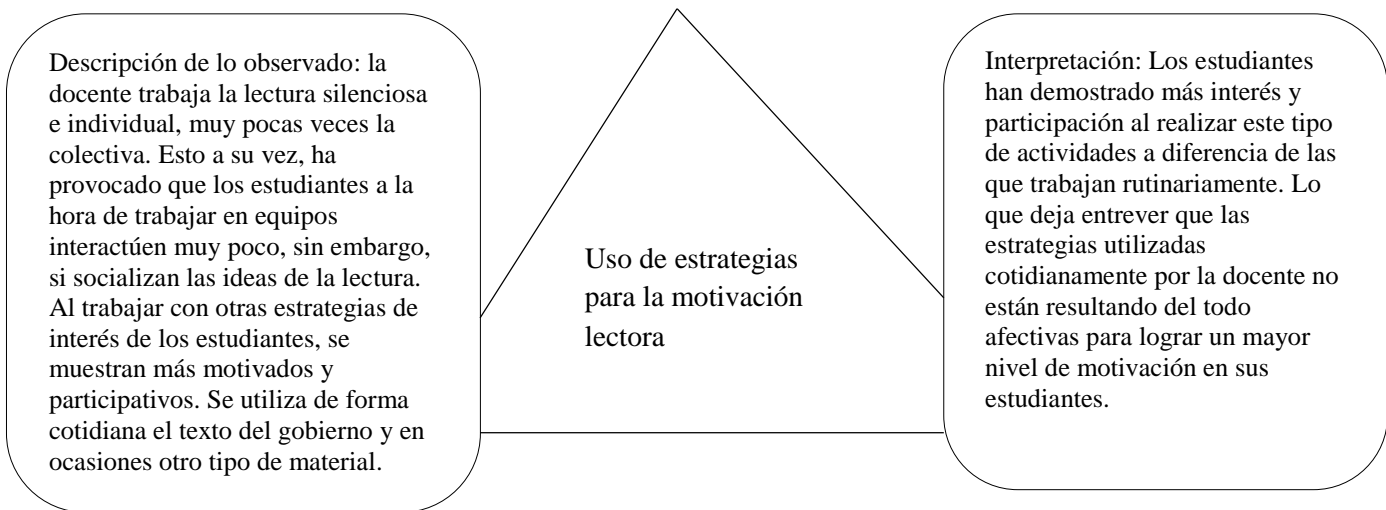 Descripción de lo observado: la
docente trabaja la lectura silenciosa
e individual, muy pocas veces la
colectiva. Esto a su vez, ha
provocado que los estudiantes a la
hora de trabajar en equipos
interactúen muy poco, sin embargo,
si socializan las ideas de la lectura.
Al trabajar con otras estrategias de
interés de los estudiantes, se
muestran más motivados y
participativos. Se utiliza de forma
cotidiana el texto del gobierno y en
ocasiones otro tipo de material.
Uso de estrategias
para la motivación
lectora
Interpretación: Los estudiantes
han demostrado más interés y
participación al realizar este tipo
de actividades a diferencia de las
que trabajan rutinariamente. Lo
que deja entrever que las
estrategias utilizadas
cotidianamente por la docente no
están resultando del todo
afectivas para lograr un mayor
nivel de motivación en sus
estudiantes.